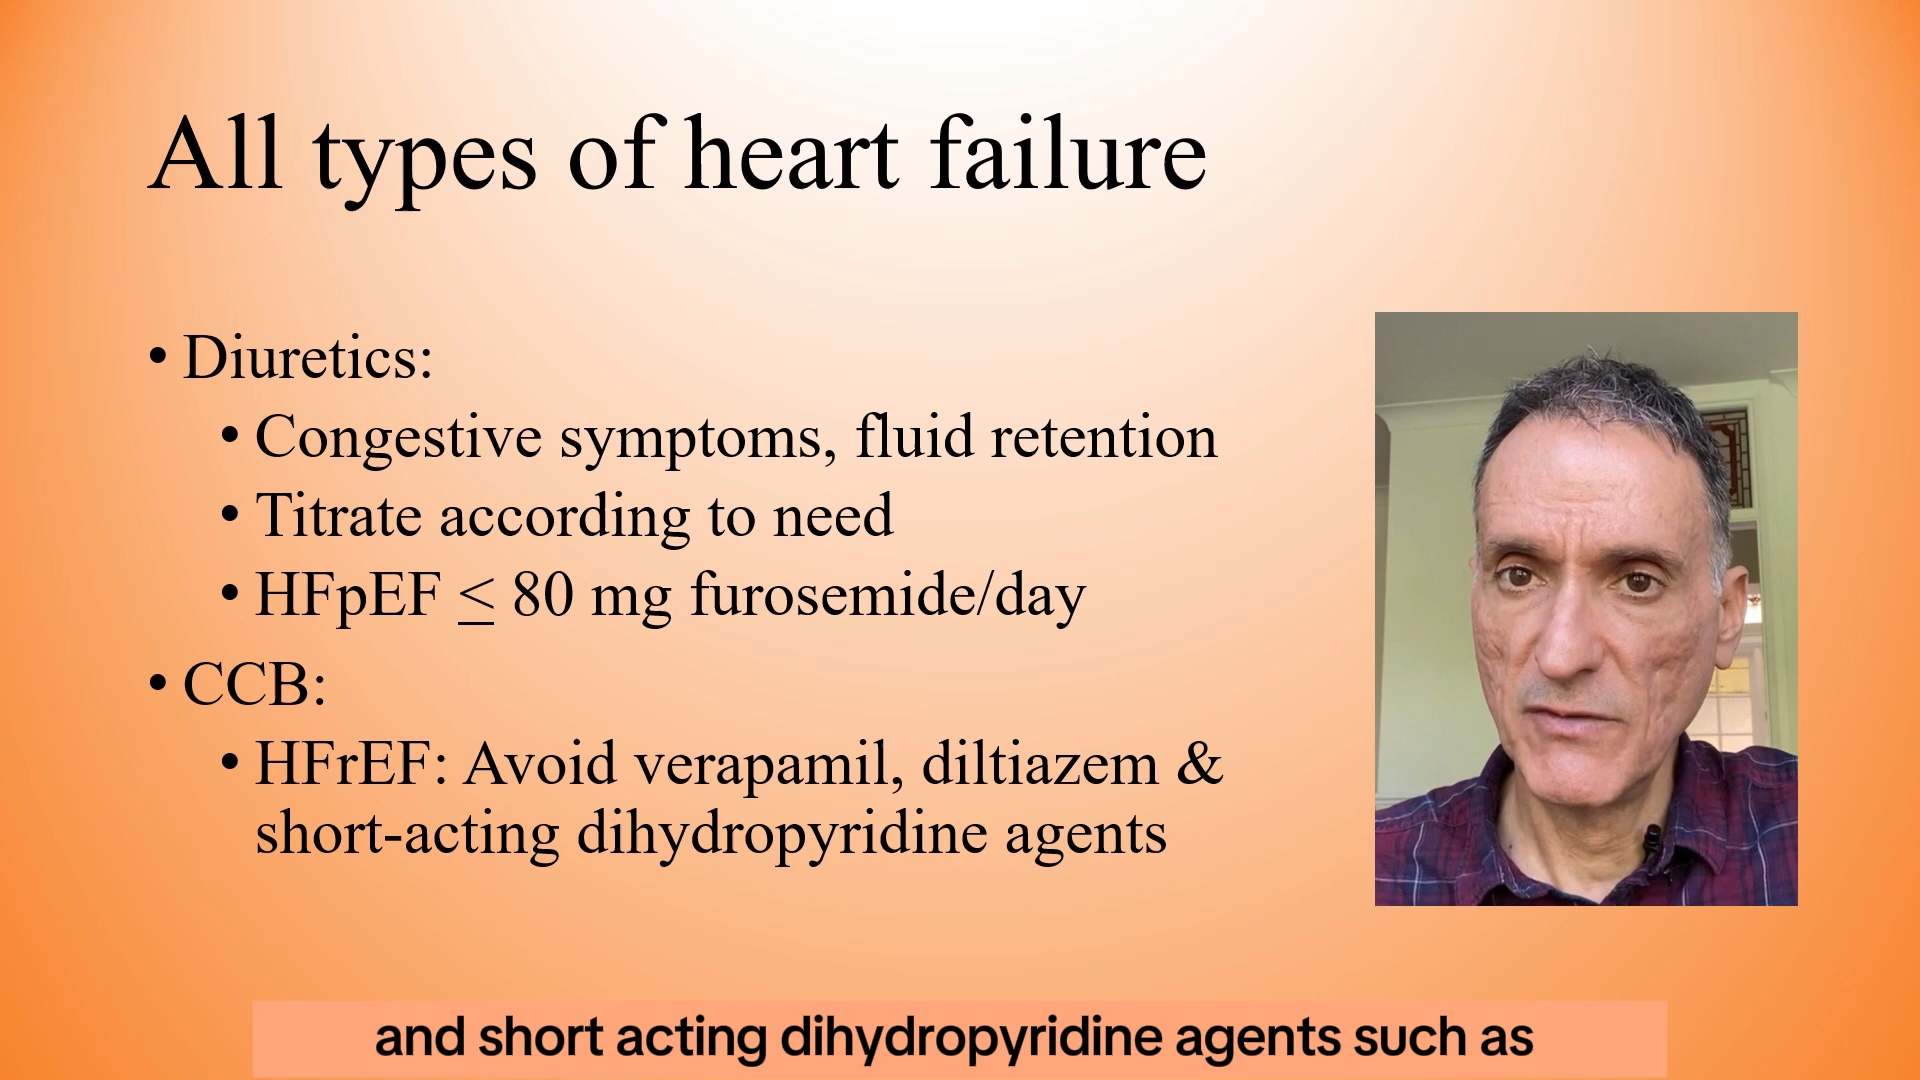 All types of heart failure
• Diuretics:
• Congestive symptoms, fluid retention
• Titrate according to need
• HFpEF ≤ 80 mg furosemide/day
• CCB:
• HFrEF: Avoid verapamil, diltiazem &
short-acting dihydropyridine agents
and short acting dihydropyridine agents such as